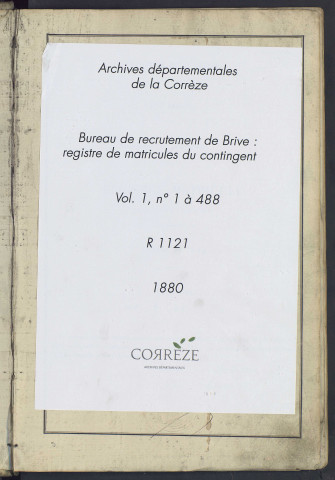 Archives départementales
de la Corrèze
Bureau de recrutement de Brive :
registre de matricules du contingent
Vol. 1, n° 1 à 488
R 1121
1880
CORRÈZE